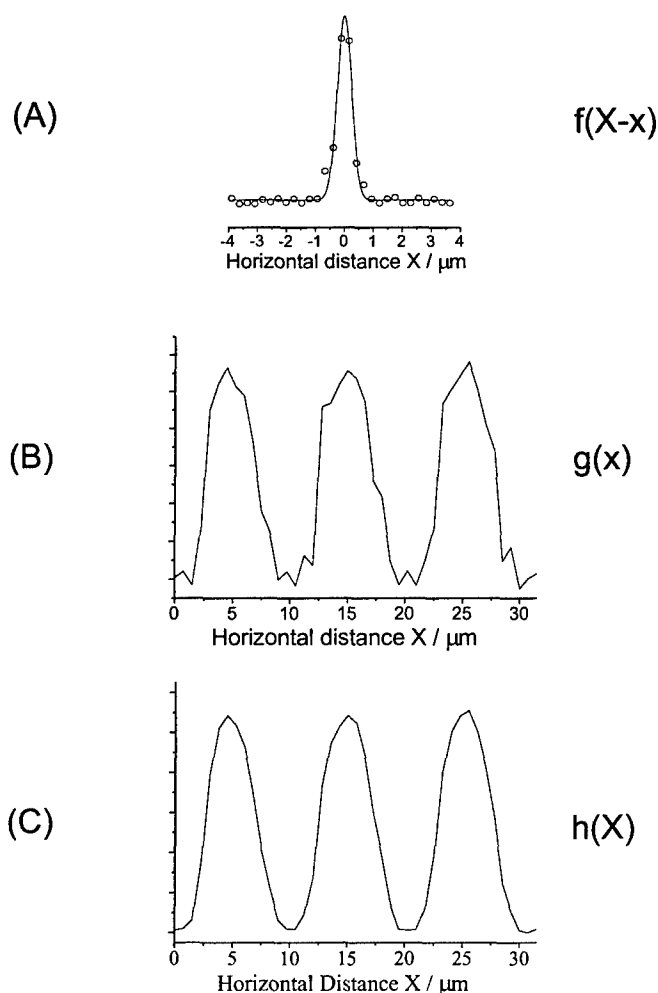 (A)
f(X-x)
-4 -3 -2 -1 0 1 2 3 4
Horizontal distance X / μm
(B)
g(x)
0 5 10 15 20 25 30
Horizontal distance X / μm
(C)
h(X)
0 5 10 15 20 25 30
Horizontal Distance X / μm